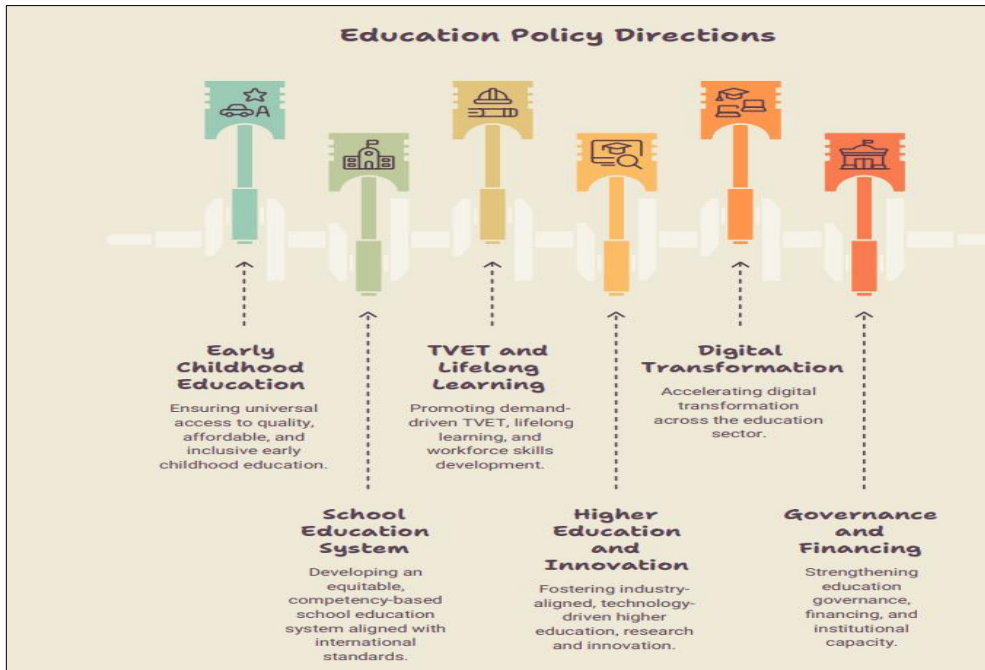 Education Policy Directions
Early
Childhood
Education
Ensuring universal
access to quality,
affordable, and
inclusive early
childhood education.
TVET and
Lifelong
Learning
Promoting demand-
driven TVET, lifelong
learning, and
workforce skills
development.
Digital
Transformation
Accelerating digital
transformation
across the education
sector.
School
Education
System
Developing an
equitable,
competency-based
school education
system aligned with
international
standards.
Higher
Education
and
Innovation
Fostering industry-
aligned, technology-
driven higher
education, research
and innovation.
Governance
and
Financing
Strengthening
education
governance,
financing, and
institutional
capacity.